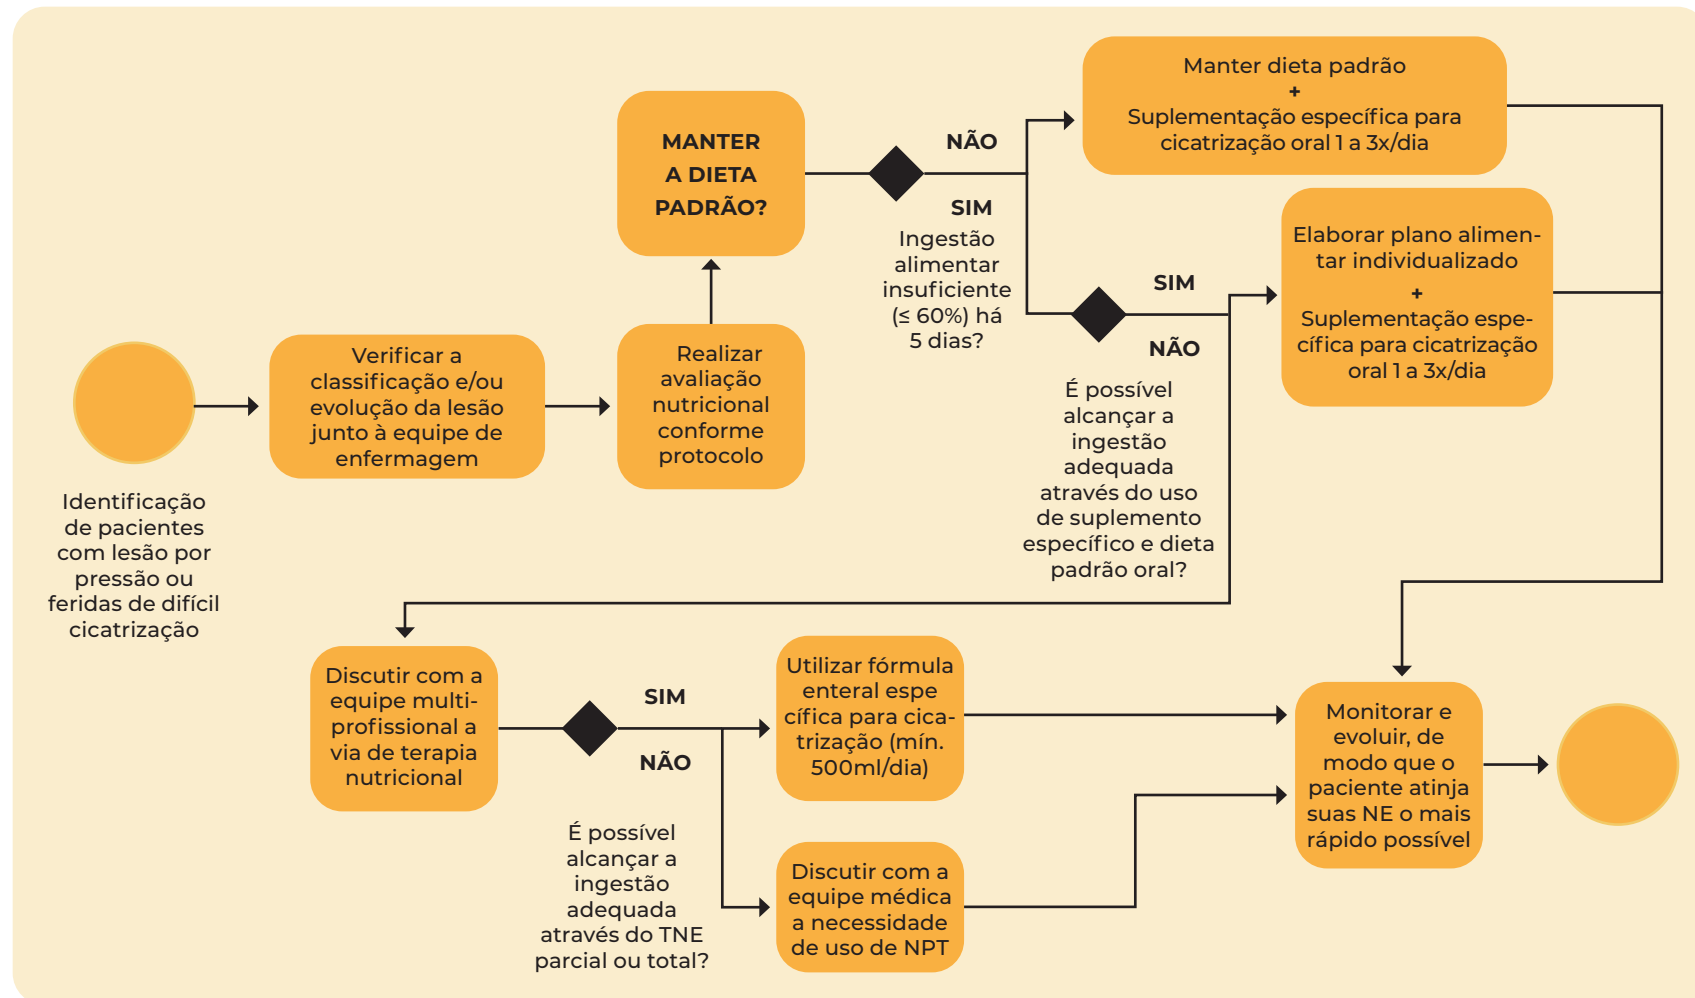 Identificação
de pacientes
com lesão por
pressão ou
feridas de difícil
cicatrização
Verificar a
classificação e/ou
evolução da lesão
junto à equipe de
enfermagem
Realizar
avaliação
nutricional
conforme
protocolo
MANTER
A DIETA
PADRÃO?
NÃO
SIM
Ingestão
alimentar
insuficiente
(≤ 60%) há
5 dias?
Manter dieta padrão
+
Suplementação específica para
cicatrização oral 1 a 3x/dia
SIM
NÃO
É possível
alcançar a
ingestão
adequada
através do uso
de suplemento
específico e dieta
padrão oral?
Elaborar plano alimen-
tar individualizado
+
Suplementação espe-
cífica para cicatrização
oral 1 a 3x/dia
Discutir com a
equipe multi-
profissional a
via de terapia
nutricional
SIM
NÃO
É possível
alcançar a
ingestão
adequada
através do TNE
parcial ou total?
Utilizar fórmula
enteral espe
cífica para cica-
trização (mín.
500ml/dia)
Discutir com a
equipe médica
a necessidade
de uso de NPT
Monitorar e
evoluir, de
modo que o
paciente atinja
suas NE o mais
rápido possível